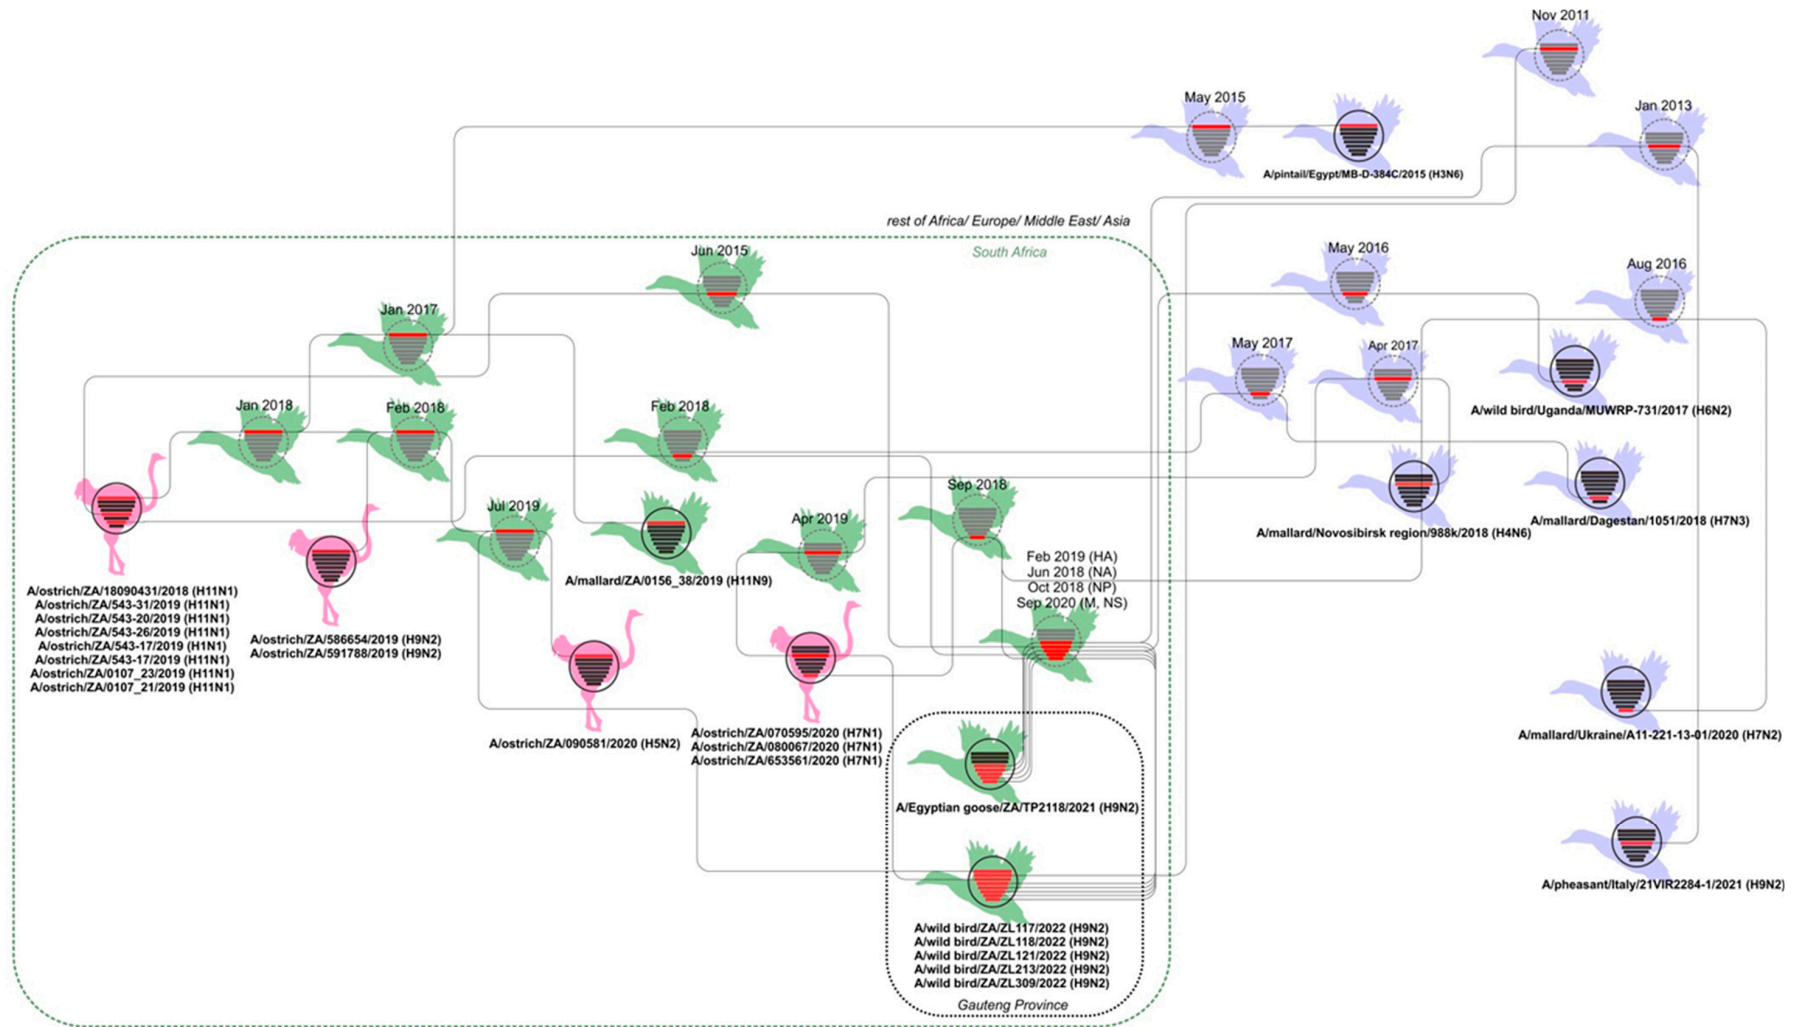 Nov 2011
May 2015
Jan 2013
A/pintail/Egypt/MB-D-384C/2015 (H3N6)
rest of Africa/ Europe/ Middle East/ Asia
South Africa
Jun 2015
May 2016
Aug 2016
Jan 2017
May 2017
Apr 2017
A/wild bird/Uganda/MUWRP-731/2017 (H6N2)
Jan 2018
Feb 2018
Feb 2018
Sep 2018
Jul 2019
Apr 2019
A/mallard/Dagestan/1051/2018 (H7N3)
A/mallard/Novosibirsk region/988k/2018 (H4N6)
Feb 2019 (HA)
Jun 2018 (NA)
Oct 2018 (NP)
Sep 2020 (M, NS)
A/mallard/ZA/0156_38/2019 (H11N9)
A/ostrich/ZA/18090431/2018 (H11N1)
A/ostrich/ZA/543-31/2019 (H11N1)
A/ostrich/ZA/543-20/2019 (H11N1)
A/ostrich/ZA/543-26/2019 (H11N1)
A/ostrich/ZA/543-17/2019 (H1N1)
A/ostrich/ZA/543-17/2019 (H11N1)
A/ostrich/ZA/0107_23/2019 (H11N1)
A/ostrich/ZA/0107_21/2019 (H11N1)
A/ostrich/ZA/586654/2019 (H9N2)
A/ostrich/ZA/591788/2019 (H9N2)
A/ostrich/ZA/090581/2020 (H5N2)
A/ostrich/ZA/070595/2020 (H7N1)
A/ostrich/ZA/080067/2020 (H7N1)
A/ostrich/ZA/653561/2020 (H7N1)
A/mallard/Ukraine/A11-221-13-01/2020 (H7N2)
A/Egyptian goose/ZA/TP2118/2021 (H9N2)
A/pheasant/Italy/21VIR2284-1/2021 (H9N2)
A/wild bird/ZA/ZL117/2022 (H9N2)
A/wild bird/ZA/ZL118/2022 (H9N2)
A/wild bird/ZA/ZL121/2022 (H9N2)
A/wild bird/ZA/ZL213/2022 (H9N2)
A/wild bird/ZA/ZL309/2022 (H9N2)
Gauteng Province